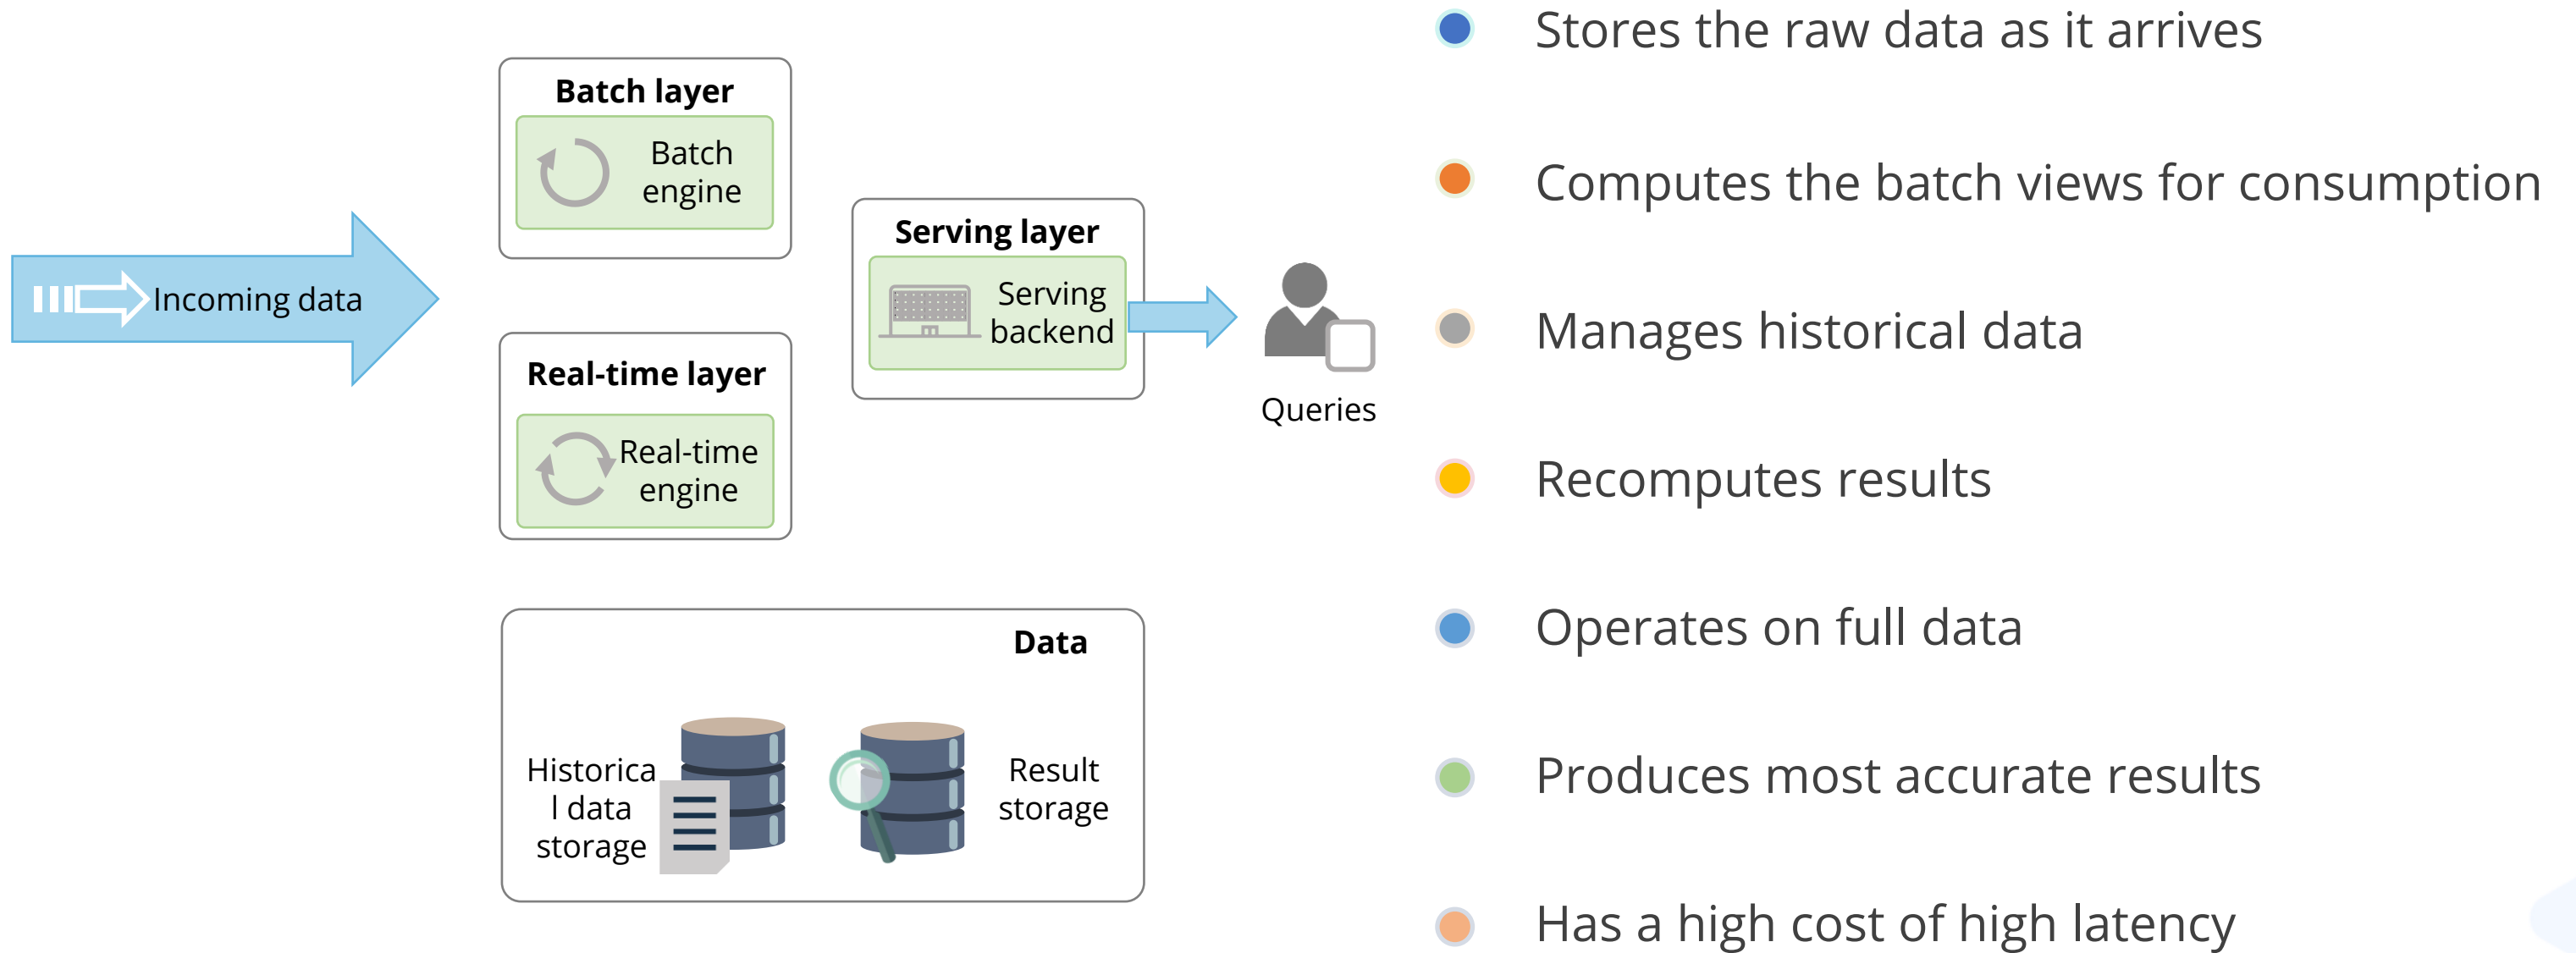 Batch layer
Batch
engine
Incoming data
Real-time layer
Real-time
engine
Serving layer
Serving
backend
Queries
Data
Historica
l data
storage
Result
storage
Stores the raw data as it arrives
Computes the batch views for consumption
Manages historical data
Recomputes results
Operates on full data
Produces most accurate results
Has a high cost of high latency